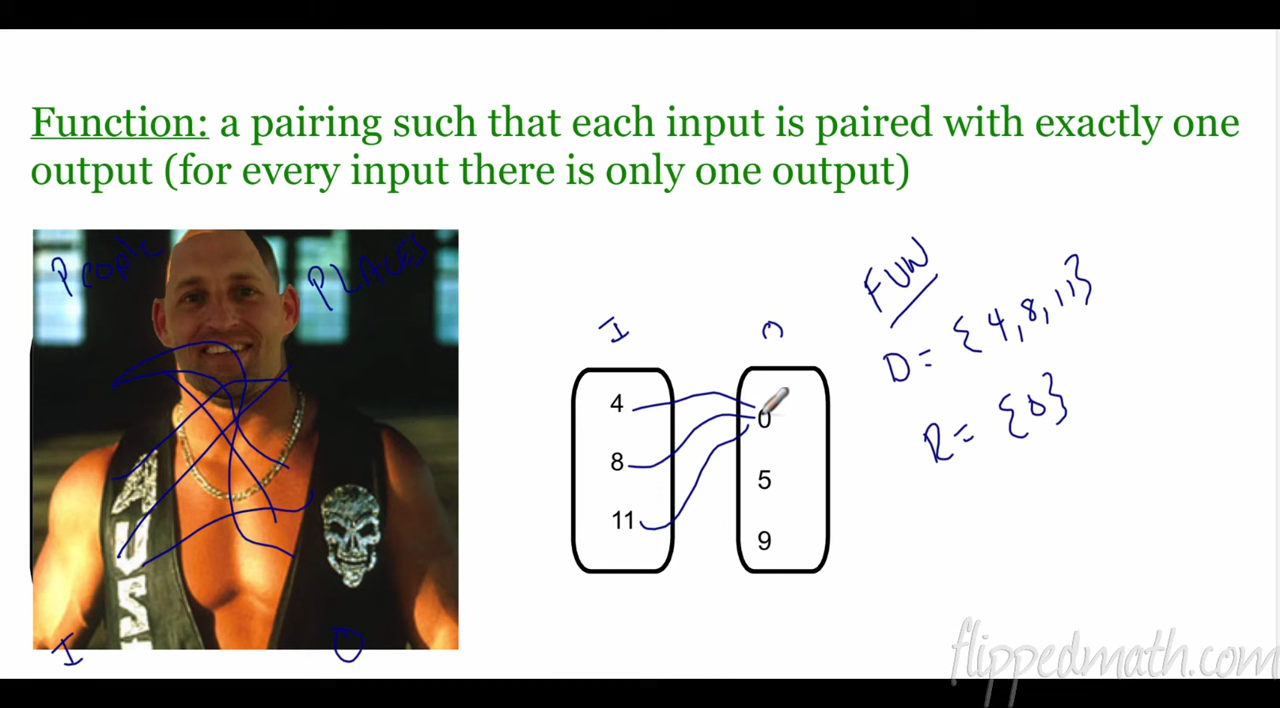 Function: a pairing such that each input is paired with exactly one
output (for every input there is only one output)
People
PLACES
AUS
I
O
I
O
4
8
11
0
5
9
FUN
D = {4, 8, 11}
R = {0}
flippedmath.com